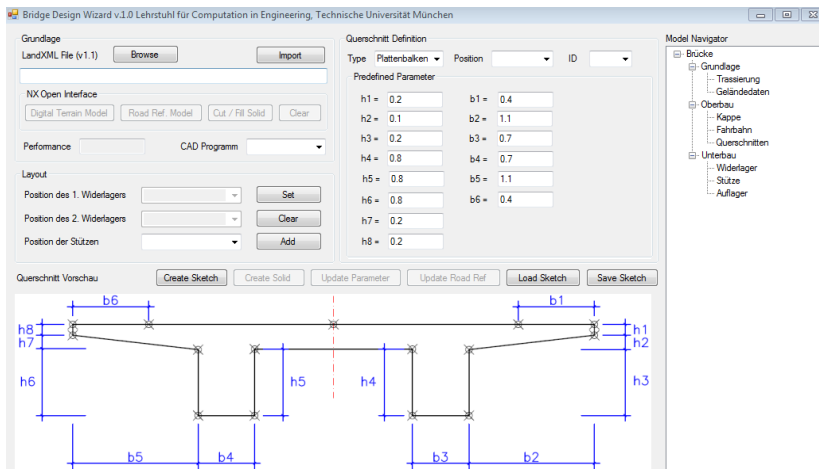 Bridge Design Wizard v.1.0 Lehrstuhl für Computation in Engineering, Technische Universität München
Grundlage
LandXML File (v1.1) Browse Import
NX Open Interface
Digital Terrain Model Road Ref. Model Cut / Fill Solid Clear
Performance CAD Programm
Layout
Position des 1. Widerlagers Set
Position des 2. Widerlagers Clear
Position der Stützen Add
Querschnitt Definition
Type Plattenbalken Position ID
Predefined Parameter
h1 = 0.2 b1 = 0.4
h2 = 0.1 b2 = 1.1
h3 = 0.2 b3 = 0.7
h4 = 0.8 b4 = 0.7
h5 = 0.8 b5 = 1.1
h6 = 0.8 b6 = 0.4
h7 = 0.2
h8 = 0.2
Model Navigator
Brücke
Grundlage
Trassierung
Geländedaten
Oberbau
Kappe
Fahrbahn
Querschnitten
Unterbau
Widerlager
Stütze
Auflager
Querschnitt Vorschau Create Sketch Create Solid Update Parameter Update Road Ref Load Sketch Save Sketch
b6 b1
h8 h1
h7 h2
h6 h5 h4 h3
b5 b4 b3 b2